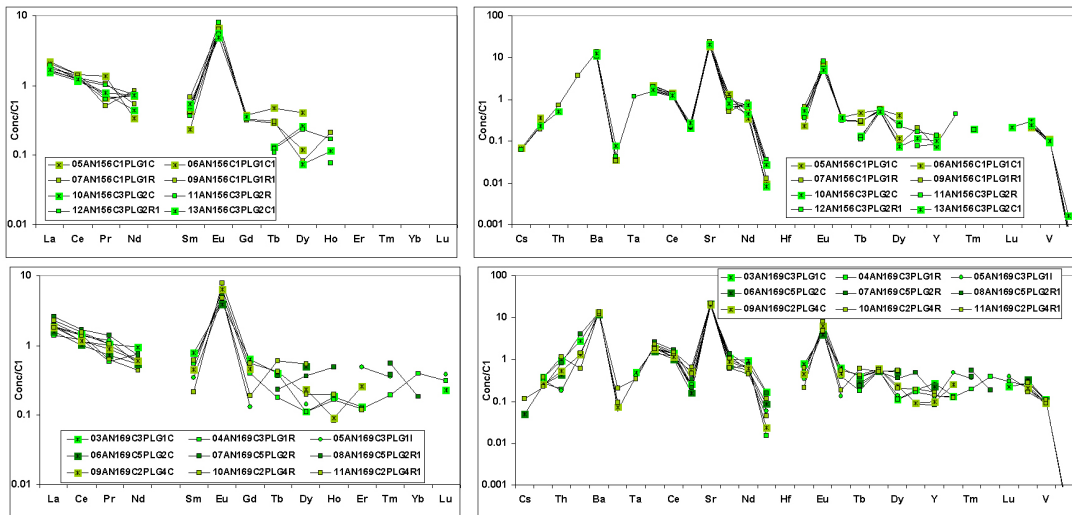 10
1
0.1
0.01
Conc/C1
05AN156C1PLG1C 06AN156C1PLG1C1
07AN156C1PLG1R 09AN156C1PLG1R1
10AN156C3PLG2C 11AN156C3PLG2R
12AN156C3PLG2R1 13AN156C3PLG2C1
La Ce Pr Nd Sm Eu Gd Tb Dy Ho Er Tm Yb Lu
100
10
1
0.1
0.01
0.001
Conc/C1
05AN156C1PLG1C 06AN156C1PLG1C1
07AN156C1PLG1R 09AN156C1PLG1R1
10AN156C3PLG2C 11AN156C3PLG2R
12AN156C3PLG2R1 13AN156C3PLG2C1
Cs Th Ba Ta Ce Sr Nd Hf Eu Tb Dy Y Tm Lu V
10
1
0.1
0.01
Conc/C1
03AN169C3PLG1C 04AN169C3PLG1R 05AN169C3PLG1I
06AN169C5PLG2C 07AN169C5PLG2R 08AN169C5PLG2R1
09AN169C2PLG4C 10AN169C2PLG4R 11AN169C2PLG4R1
La Ce Pr Nd Sm Eu Gd Tb Dy Ho Er Tm Yb Lu
100
10
1
0.1
0.01
0.001
Conc/C1
03AN169C3PLG1C 04AN169C3PLG1R 05AN169C3PLG1I
06AN169C5PLG2C 07AN169C5PLG2R 08AN169C5PLG2R1
09AN169C2PLG4C 10AN169C2PLG4R 11AN169C2PLG4R1
Cs Th Ba Ta Ce Sr Nd Hf Eu Tb Dy Y Tm Lu V